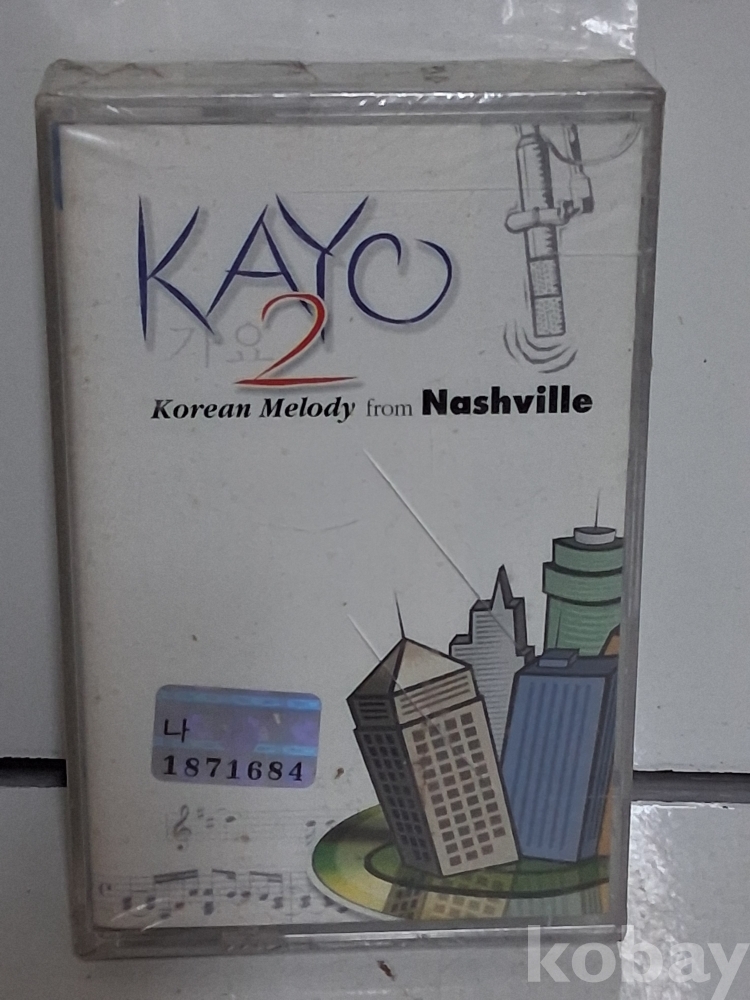 KAYO
가요
2
Korean Melody from Nashville
나
1871684
kobay